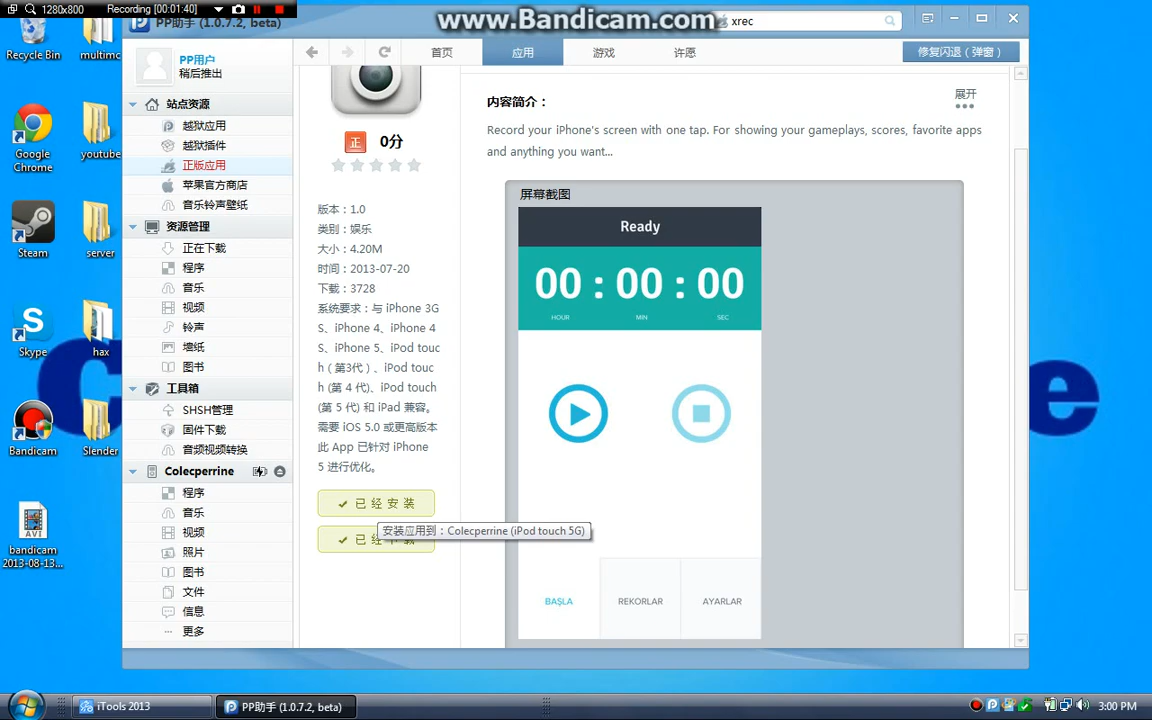 1280x800
Recording [00:01:40]
www.Bandicam.com
PP助手 (1.0.7.2, beta)
xrec
Recycle Bin
multimc
Google Chrome
youtube
Steam
server
Skype
hax
Bandicam
Slender
bandicam 2013-08-13...
PP用户
稍后推出
首页
应用
游戏
许愿
修复闪退（弹窗）
站点资源
越狱应用
越狱插件
正版应用
苹果官方商店
音乐铃声壁纸
资源管理
正在下载
程序
音乐
视频
铃声
墙纸
图书
工具箱
SHSH管理
固件下载
音频视频转换
Colecperrine
程序
音乐
视频
照片
图书
文件
信息
更多
正
0分
版本：1.0
类别：娱乐
大小：4.20M
时间：2013-07-20
下载：3728
系统要求：与 iPhone 3G
S、iPhone 4、iPhone 4
S、iPhone 5、iPod touc
h（第3代）、iPod touc
h (第 4 代)、iPod touch
(第 5 代) 和 iPad 兼容。
需要 iOS 5.0 或更高版本
此 App 已针对 iPhone
5 进行优化。
已 经 安 装
安装应用到：Colecperrine (iPod touch 5G)
内容简介：
展开
Record your iPhone's screen with one tap. For showing your gameplays, scores, favorite apps
and anything you want...
屏幕截图
Ready
00 : 00 : 00
HOUR
MIN
SEC
BAŞLA
REKORLAR
AYARLAR
iTools 2013
PP助手 (1.0.7.2, beta)
3:00 PM